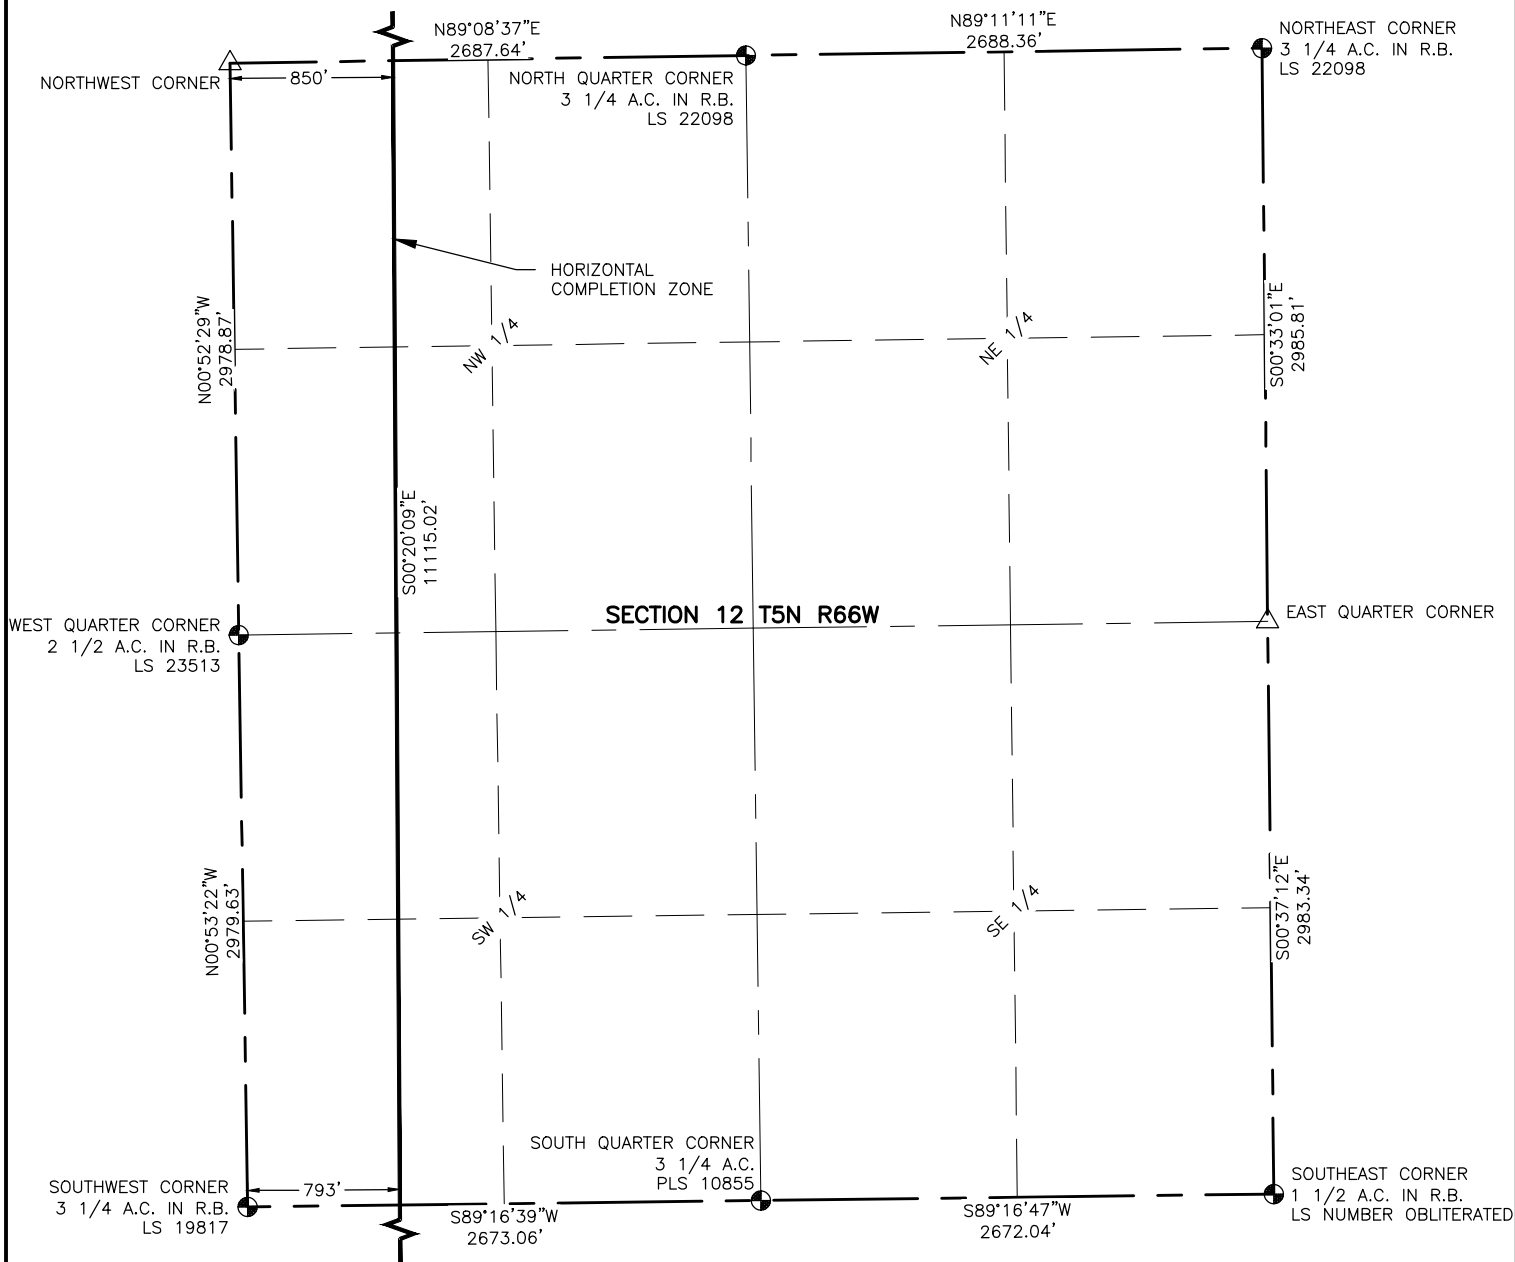 N89°08'37"E
2687.64'
N89°11'11"E
2688.36'
NORTHEAST CORNER
3 1/4 A.C. IN R.B.
LS 22098
NORTHWEST CORNER
850'
NORTH QUARTER CORNER
3 1/4 A.C. IN R.B.
LS 22098
HORIZONTAL
COMPLETION ZONE
N00°52'29"W
2978.87'
NW 1/4
NE 1/4
S00°33'01"E
2985.81'
S00°20'09"E
11115.02'
SECTION 12 T5N R66W
WEST QUARTER CORNER
2 1/2 A.C. IN R.B.
LS 23513
EAST QUARTER CORNER
N00°53'22"W
2979.63'
SW 1/4
SE 1/4
S00°37'12"E
2983.34'
SOUTH QUARTER CORNER
3 1/4 A.C.
PLS 10855
SOUTHWEST CORNER
3 1/4 A.C. IN R.B.
LS 19817
793'
SOUTHEAST CORNER
1 1/2 A.C. IN R.B.
LS NUMBER OBLITERATED
S89°16'39"W
2673.06'
S89°16'47"W
2672.04'